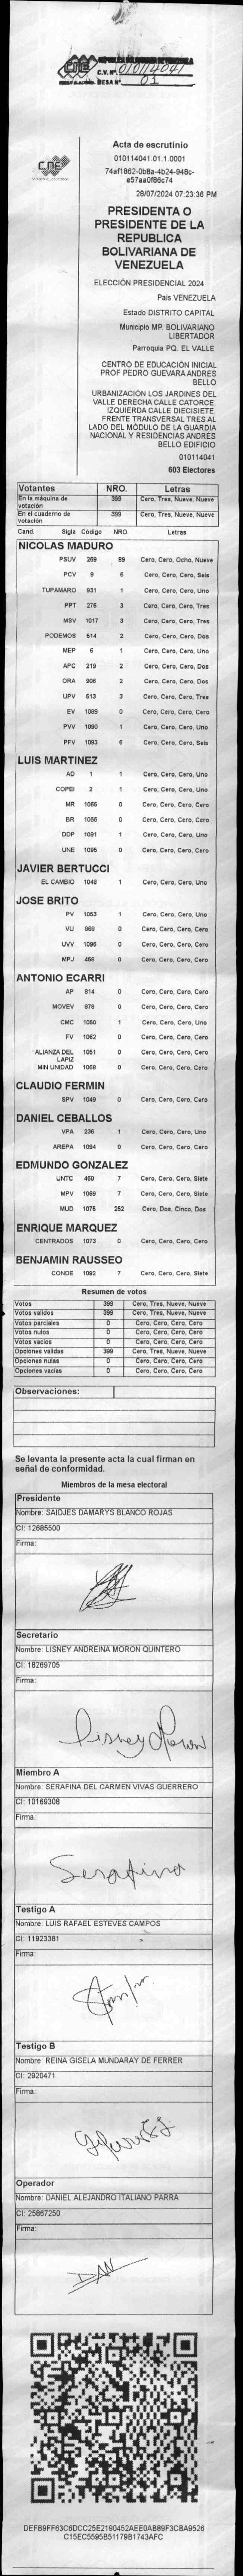 CNE
REPUBLICA BOLIVARIANA DE VENEZUELA
C.V. Nº 010114041
MESA Nº 01
CNE
Acta de escrutinio
010114041.01.1.0001
74af1862-0b8a-4b24-948c-
e57aa0f86c74
28/07/2024 07:23:36 PM
PRESIDENTA O
PRESIDENTE DE LA
REPUBLICA
BOLIVARIANA DE
VENEZUELA
ELECCIÓN PRESIDENCIAL 2024
País VENEZUELA
Estado DISTRITO CAPITAL
Municipio MP. BOLIVARIANO
LIBERTADOR
Parroquia PQ. EL VALLE
CENTRO DE EDUCACIÓN INICIAL
PROF PEDRO GUEVARA ANDRES
BELLO
URBANIZACIÓN LOS JARDINES DEL
VALLE DERECHA CALLE CATORCE.
IZQUIERDA CALLE DIECISIETE.
FRENTE TRANSVERSAL TRES AL
LADO DEL MÓDULO DE LA GUARDIA
NACIONAL Y RESIDENCIAS ANDRÉS
BELLO EDIFICIO
010114041
603 Electores
Votantes NRO. Letras
En la máquina de votación 399 Cero, Tres, Nueve, Nueve
En el cuaderno de votación 399 Cero, Tres, Nueve, Nueve
Cand. Sigla Código NRO. Letras
NICOLAS MADURO
PSUV 269 89 Cero, Cero, Ocho, Nueve
PCV 9 6 Cero, Cero, Cero, Seis
TUPAMARO 931 1 Cero, Cero, Cero, Uno
PPT 276 3 Cero, Cero, Cero, Tres
MSV 1017 3 Cero, Cero, Cero, Tres
PODEMOS 514 2 Cero, Cero, Cero, Dos
MEP 6 1 Cero, Cero, Cero, Uno
APC 219 2 Cero, Cero, Cero, Dos
ORA 906 2 Cero, Cero, Cero, Dos
UPV 513 3 Cero, Cero, Cero, Tres
EV 1089 0 Cero, Cero, Cero, Cero
PVV 1090 1 Cero, Cero, Cero, Uno
PFV 1093 6 Cero, Cero, Cero, Seis
LUIS MARTINEZ
AD 1 1 Cero, Cero, Cero, Uno
COPEI 2 1 Cero, Cero, Cero, Uno
MR 1065 0 Cero, Cero, Cero, Cero
BR 1066 0 Cero, Cero, Cero, Cero
DDP 1091 1 Cero, Cero, Cero, Uno
UNE 1095 0 Cero, Cero, Cero, Cero
JAVIER BERTUCCI
EL CAMBIO 1048 1 Cero, Cero, Cero, Uno
JOSE BRITO
PV 1053 1 Cero, Cero, Cero, Uno
VU 868 0 Cero, Cero, Cero, Cero
UVV 1096 0 Cero, Cero, Cero, Cero
MPJ 458 0 Cero, Cero, Cero, Cero
ANTONIO ECARRI
AP 814 0 Cero, Cero, Cero, Cero
MOVEV 878 0 Cero, Cero, Cero, Cero
CMC 1050 1 Cero, Cero, Cero, Uno
FV 1052 0 Cero, Cero, Cero, Cero
ALIANZA DEL LAPIZ 1051 0 Cero, Cero, Cero, Cero
MIN UNIDAD 1068 0 Cero, Cero, Cero, Cero
CLAUDIO FERMIN
SPV 1049 0 Cero, Cero, Cero, Cero
DANIEL CEBALLOS
VPA 236 1 Cero, Cero, Cero, Uno
AREPA 1094 0 Cero, Cero, Cero, Cero
EDMUNDO GONZALEZ
UNTC 450 7 Cero, Cero, Cero, Siete
MPV 1069 7 Cero, Cero, Cero, Siete
MUD 1075 252 Cero, Dos, Cinco, Dos
ENRIQUE MARQUEZ
CENTRADOS 1073 0 Cero, Cero, Cero, Cero
BENJAMIN RAUSSEO
CONDE 1092 7 Cero, Cero, Cero, Siete
Resumen de votos
Votos 399 Cero, Tres, Nueve, Nueve
Votos validos 399 Cero, Tres, Nueve, Nueve
Votos parciales 0 Cero, Cero, Cero, Cero
Votos nulos 0 Cero, Cero, Cero, Cero
Votos vacios 0 Cero, Cero, Cero, Cero
Opciones validas 399 Cero, Tres, Nueve, Nueve
Opciones nulas 0 Cero, Cero, Cero, Cero
Opciones vacias 0 Cero, Cero, Cero, Cero
Observaciones:
Se levanta la presente acta la cual firman en
señal de conformidad.
Miembros de la mesa electoral
Presidente
Nombre: SAIDJES DAMARYS BLANCO ROJAS
CI: 12685500
Firma:
Secretario
Nombre: LISNEY ANDREINA MORON QUINTERO
CI: 18269705
Firma:
Lisney Moron
Miembro A
Nombre: SERAFINA DEL CARMEN VIVAS GUERRERO
CI: 10169308
Firma:
Serafina
Testigo A
Nombre: LUIS RAFAEL ESTEVES CAMPOS
CI: 11923381
Firma:
Testigo B
Nombre: REINA GISELA MUNDARAY DE FERRER
CI: 2920471
Firma:
Operador
Nombre: DANIEL ALEJANDRO ITALIANO PARRA
CI: 25867250
Firma:
DAN
DEFB9FF63C6DCC25E2190452AEE0AB89F3CBA9526
C15EC5595B51179B1743AFC